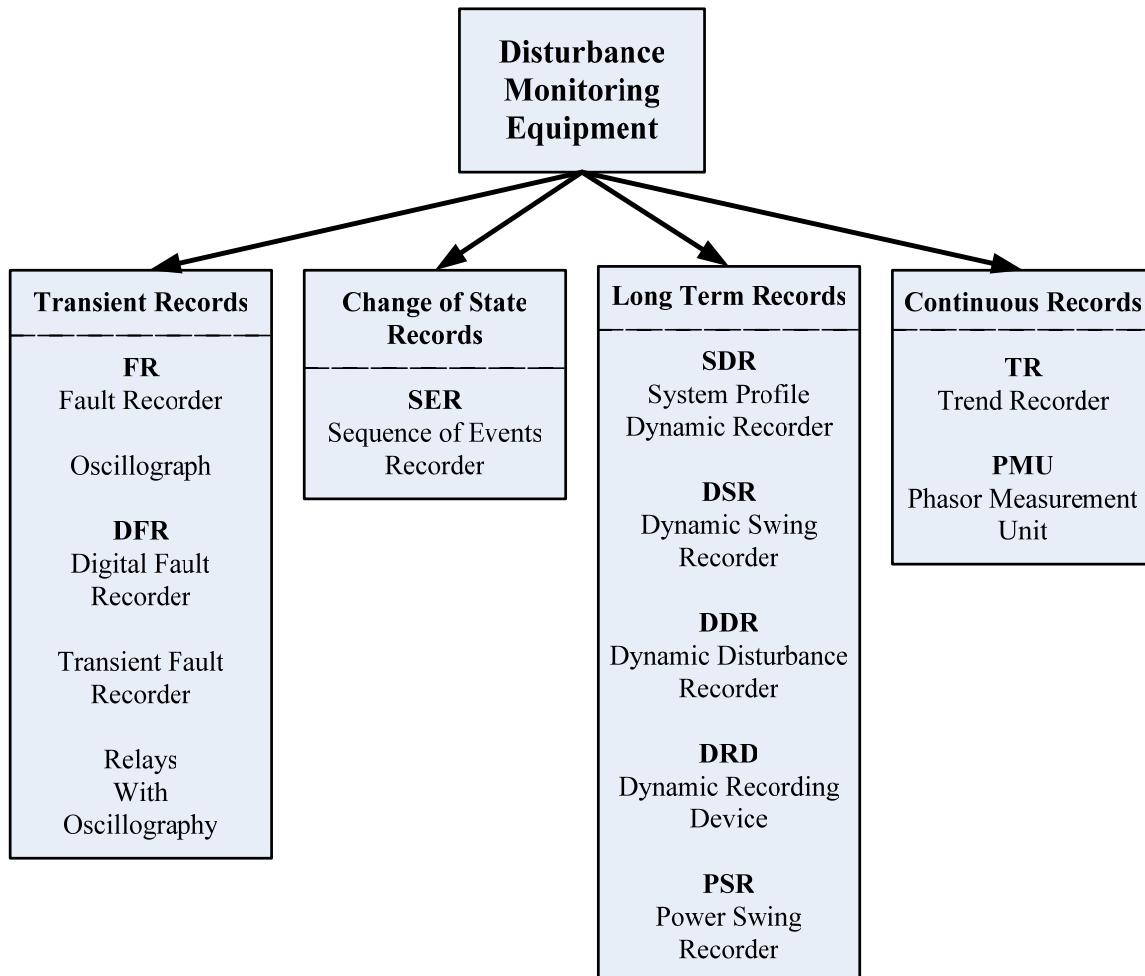 Disturbance
Monitoring
Equipment
Transient Records
FR
Fault Recorder
Oscillograph
DFR
Digital Fault
Recorder
Transient Fault
Recorder
Relays
With
Oscillography
Change of State
Records
SER
Sequence of Events
Recorder
Long Term Records
SDR
System Profile
Dynamic Recorder
DSR
Dynamic Swing
Recorder
DDR
Dynamic Disturbance
Recorder
DRD
Dynamic Recording
Device
PSR
Power Swing
Recorder
Continuous Records
TR
Trend Recorder
PMU
Phasor Measurement
Unit